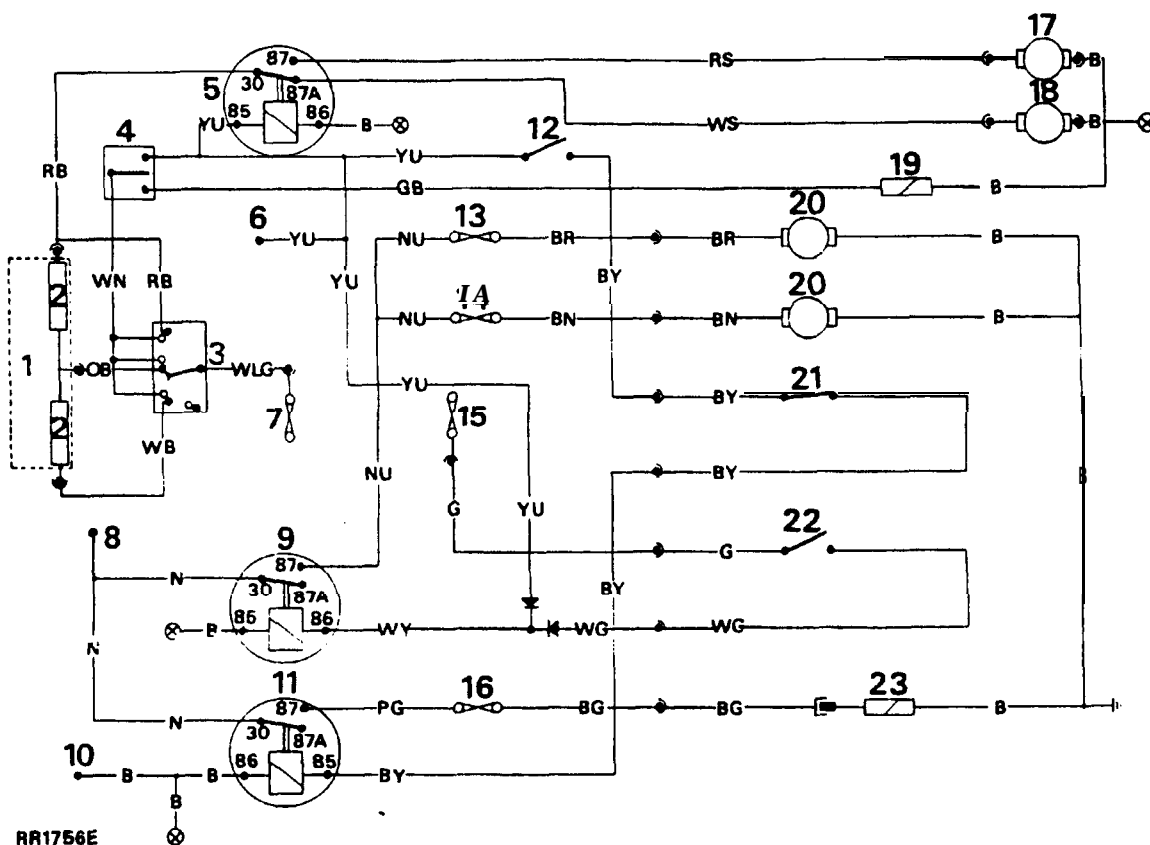 87 RS 17 B
30
5 87A 18
YU 85 86 B WS B
4 12
YU
RB GB 19 B
6 YU NU 13 BR BR 20 B
WN RB YU BY
2 NU 1A BN BN 20 B
1 OB 3 WLG YU BY 21
7 15
2 WB
NU BY B
G YU
8 9 22
87 G
N 30 87A BY
B 85 86 WY WG WG
N
11
87 PG 16 BG BG 23 B
N 30 87A
10 B B 86 85 BY
B
RR1756E